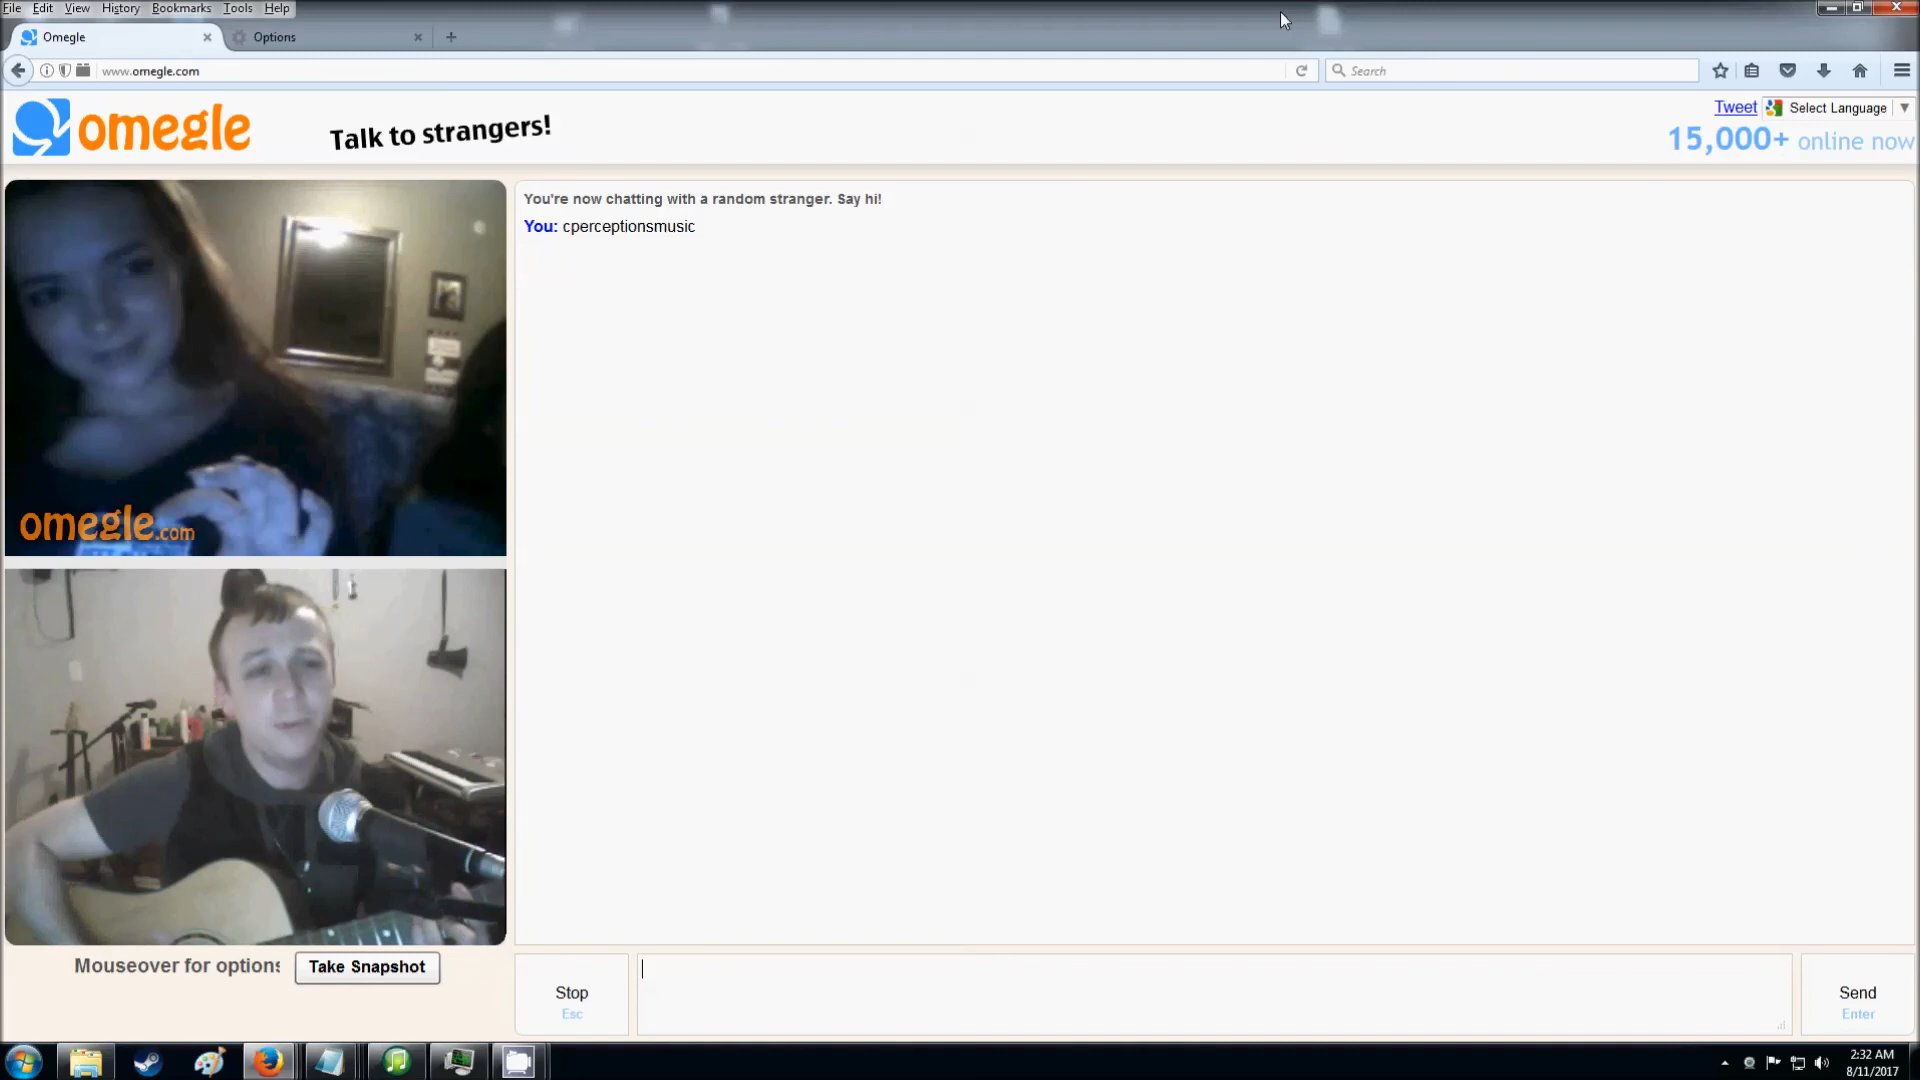 File Edit View History Bookmarks Tools Help
Omegle
Options
www.omegle.com
Search
omegle
Talk to strangers!
Tweet
Select Language
15,000+ online now
You're now chatting with a random stranger. Say hi!
You: cperceptionsmusic
omegle.com
Mouseover for options
Take Snapshot
Stop
Esc
Send
Enter
2:32 AM
8/11/2017